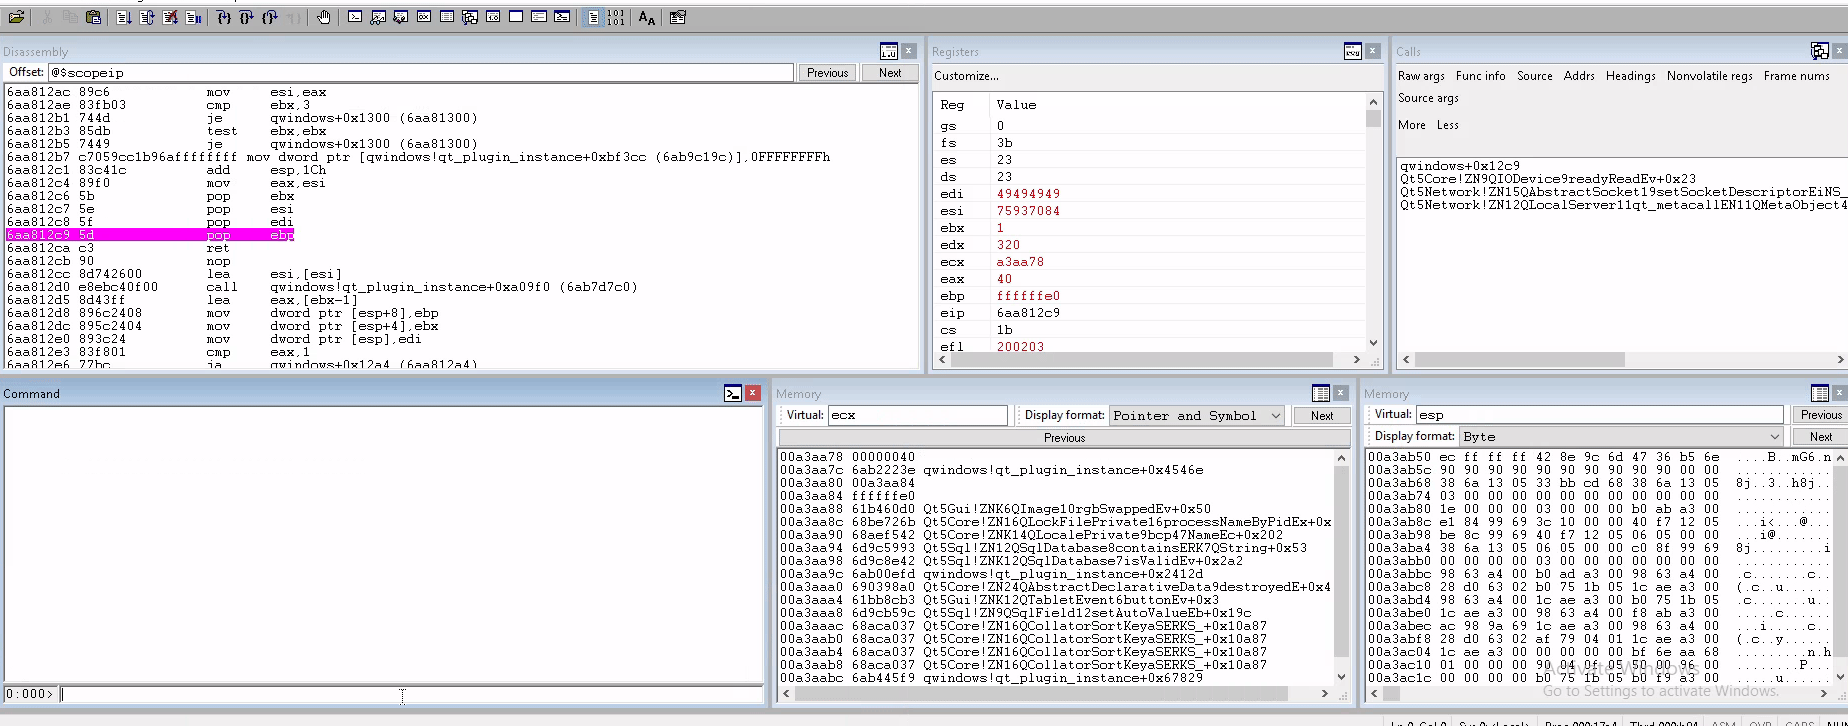 Disassembly
Offset: @$scopeip Previous Next
6aa812ac 89c6 mov esi,eax
6aa812ae 83fb03 cmp ebx,3
6aa812b1 744d je qwindows+0x1300 (6aa81300)
6aa812b3 85db test ebx,ebx
6aa812b5 7449 je qwindows+0x1300 (6aa81300)
6aa812b7 c7059cc1b96affffffff mov dword ptr [qwindows!qt_plugin_instance+0xbf3cc (6ab9c19c)],0FFFFFFFFh
6aa812c1 83c41c add esp,1Ch
6aa812c4 89f0 mov eax,esi
6aa812c6 5b pop ebx
6aa812c7 5e pop esi
6aa812c8 5f pop edi
6aa812c9 5d pop ebp
6aa812ca c3 ret
6aa812cb 90 nop
6aa812cc 8d742600 lea esi,[esi]
6aa812d0 e8ebc40f00 call qwindows!qt_plugin_instance+0xa09f0 (6ab7d7c0)
6aa812d5 8d43ff lea eax,[ebx-1]
6aa812d8 896c2408 mov dword ptr [esp+8],ebp
6aa812dc 895c2404 mov dword ptr [esp+4],ebx
6aa812e0 893c24 mov dword ptr [esp],edi
6aa812e3 83f801 cmp eax,1
6aa812e6 77bc ja qwindows+0x12a4 (6aa812a4)
Registers
Customize...
Reg Value
gs 0
fs 3b
es 23
ds 23
edi 49494949
esi 75937084
ebx 1
edx 320
ecx a3aa78
eax 40
ebp ffffffe0
eip 6aa812c9
cs 1b
efl 200203
Calls
Raw args Func info Source Addrs Headings Nonvolatile regs Frame nums
Source args
More Less
qwindows+0x12c9
Qt5Core!ZN9QIODevice9readyReadEv+0x23
Qt5Network!ZN15QAbstractSocket19setSocketDescriptorEiNS_
Qt5Network!ZN12QLocalServer11qt_metacallEN11QMetaObject4
Command
0:000>
Memory
Virtual: ecx Display format: Pointer and Symbol Next
Previous
00a3aa78 00000040
00a3aa7c 6ab2223e qwindows!qt_plugin_instance+0x4546e
00a3aa80 00a3aa84
00a3aa84 ffffffe0
00a3aa88 61b460d0 Qt5Gui!ZNK6QImage10rgbSwappedEv+0x50
00a3aa8c 68be726b Qt5Core!ZN16QLockFilePrivate16processNameByPidEx+0x
00a3aa90 68aef542 Qt5Core!ZNK14QLocalePrivate9bcp47NameEc+0x202
00a3aa94 6d9c5993 Qt5Sql!ZN12QSqlDatabase8containsERK7QString+0x53
00a3aa98 6d9c8e42 Qt5Sql!ZNK12QSqlDatabase7isValidEv+0x2a2
00a3aa9c 6ab00efd qwindows!qt_plugin_instance+0x2412d
00a3aaa0 690398a0 Qt5Core!ZN24QAbstractDeclarativeData9destroyedE+0x4
00a3aaa4 61bb8cb3 Qt5Gui!ZNK12QTabletEvent6buttonEv+0x3
00a3aaa8 6d9cb59c Qt5Sql!ZN9QSqlField12setAutoValueEb+0x19c
00a3aaac 68aca037 Qt5Core!ZN16QCollatorSortKeyaSERKS_+0x10a87
00a3aab0 68aca037 Qt5Core!ZN16QCollatorSortKeyaSERKS_+0x10a87
00a3aab4 68aca037 Qt5Core!ZN16QCollatorSortKeyaSERKS_+0x10a87
00a3aab8 68aca037 Qt5Core!ZN16QCollatorSortKeyaSERKS_+0x10a87
00a3aabc 6ab445f9 qwindows!qt_plugin_instance+0x67829
Memory
Virtual: esp Previous
Display format: Byte Next
00a3ab50 ec ff ff ff 42 8e 9c 6d 47 36 b5 6e ....B..mG6.n
00a3ab5c 90 90 90 90 90 90 90 90 90 90 00 00 ............
00a3ab68 38 6a 13 05 33 bb cd 68 38 6a 13 05 8j..3..h8j..
00a3ab74 03 00 00 00 00 00 00 00 00 00 00 00 ............
00a3ab80 1e 00 00 00 03 00 00 00 b0 ab a3 00 ............
00a3ab8c e1 84 99 69 3c 10 00 00 40 f7 12 05 ...i<...@...
00a3ab98 be 8c 99 69 40 f7 12 05 06 05 00 00 ...i@.......
00a3aba4 38 6a 13 05 06 05 00 00 c0 8f 99 69 8j.........i
00a3abb0 00 00 00 00 03 00 00 00 00 00 00 00 ............
00a3abbc 98 63 a4 00 b0 ad a3 00 98 63 a4 00 .c.......c..
00a3abc8 28 d0 63 02 b0 75 1b 05 1c ae a3 00 (.c..u......
00a3abd4 98 63 a4 00 1c ae a3 00 b0 75 1b 05 .c.......u..
00a3abe0 1c ae a3 00 98 63 a4 00 f8 ab a3 00 .....c......
00a3abec ac 98 9a 69 1c ae a3 00 98 63 a4 00 ...i.....c..
00a3abf8 28 d0 63 02 af 79 04 01 1c ae a3 00 (.c..y......
00a3ac04 1c ae a3 00 00 00 00 00 bf 6e aa 68 .........n.h
00a3ac10 01 00 00 00 90 04 0f 05 50 00 96 00 ........P...
00a3ac1c 00 00 00 00 b0 75 1b 05 1c f9 a3 00 .....u......
Activate Windows
Go to Settings to activate Windows.